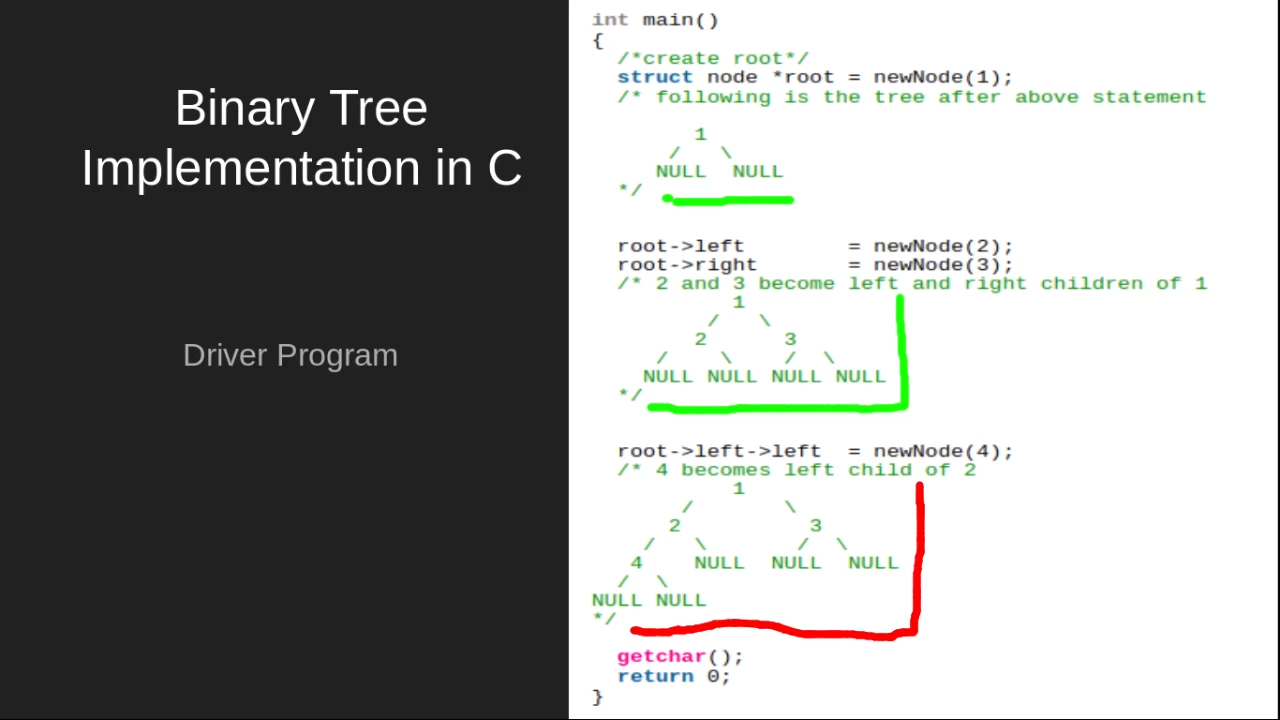 Binary Tree
Implementation in C
Driver Program
int main()
{
/*create root*/
struct node *root = newNode(1);
/* following is the tree after above statement
1
/ \
NULL NULL
*/
root->left = newNode(2);
root->right = newNode(3);
/* 2 and 3 become left and right children of 1
1
/ \
2 3
/ \ / \
NULL NULL NULL NULL
*/
root->left->left = newNode(4);
/* 4 becomes left child of 2
1
/ \
2 3
/ \ / \
4 NULL NULL NULL
/ \
NULL NULL
*/
getchar();
return 0;
}